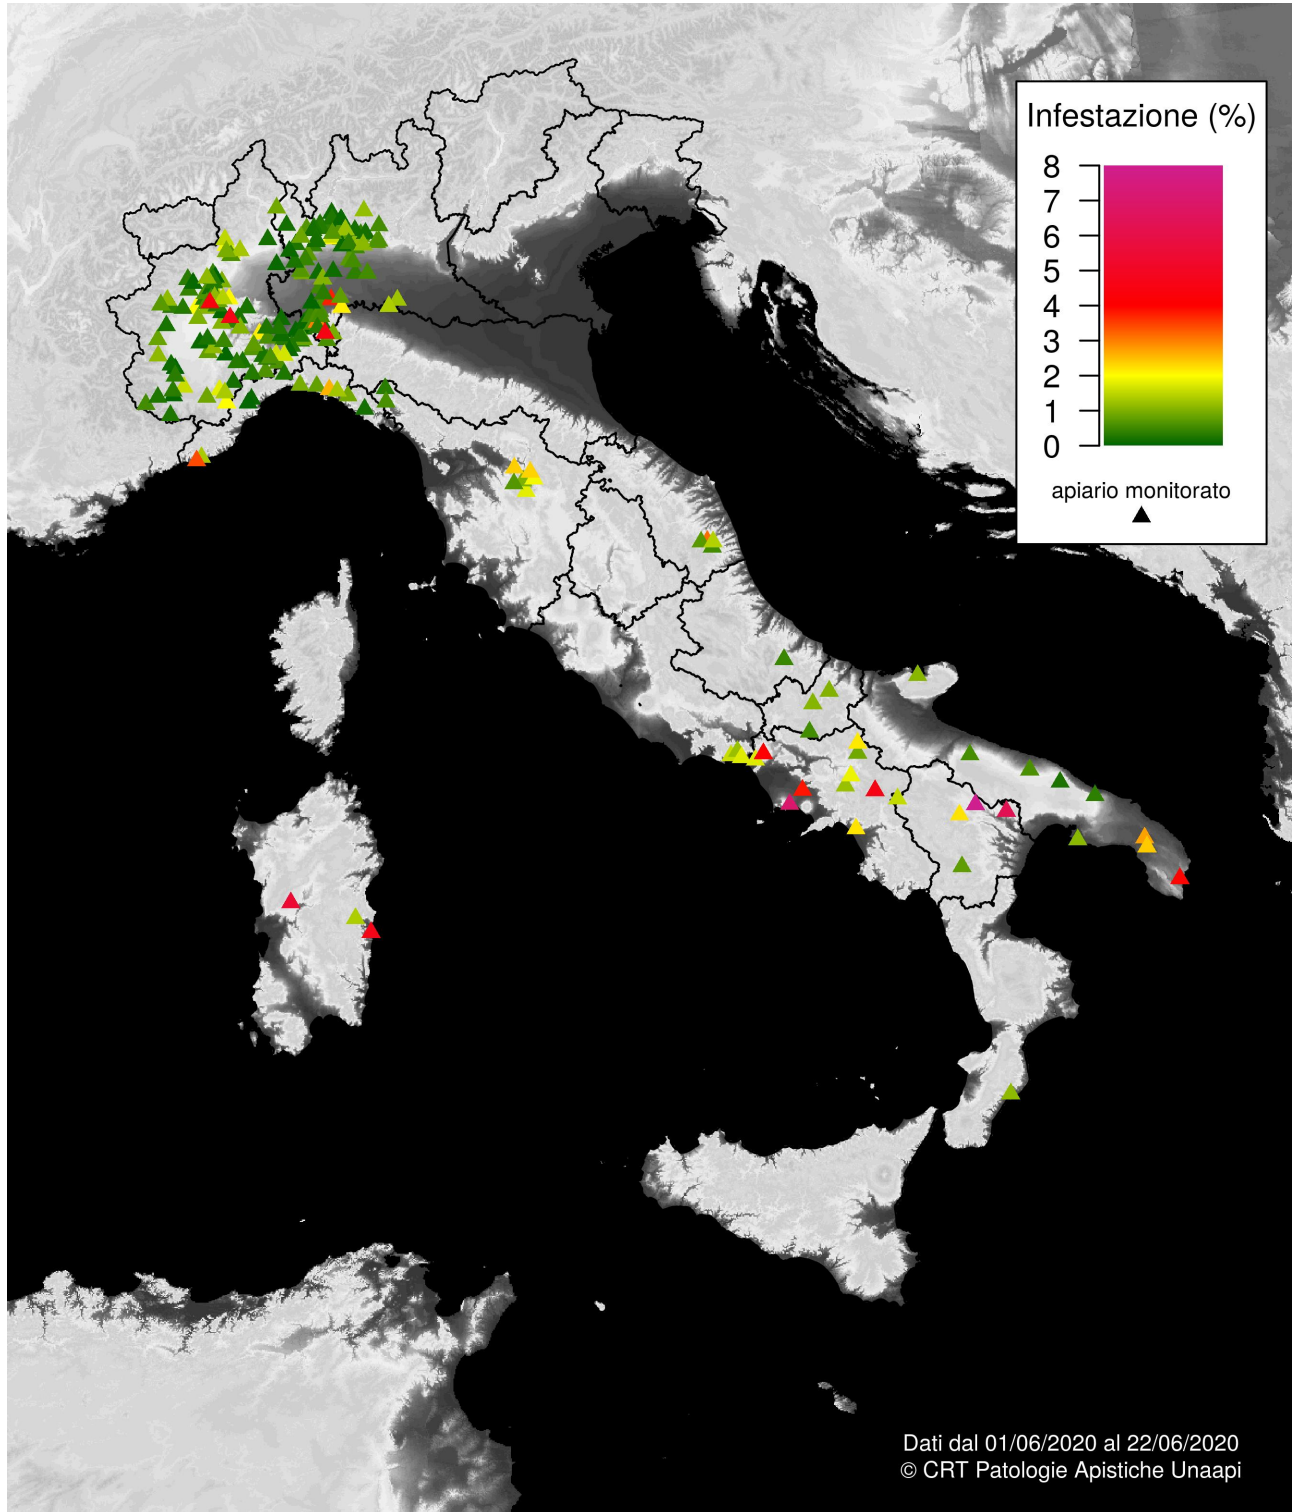 Infestazione (%)
8
7
6
5
4
3
2
1
0
apiario monitorato
Dati dal 01/06/2020 al 22/06/2020
© CRT Patologie Apistiche Unaapi